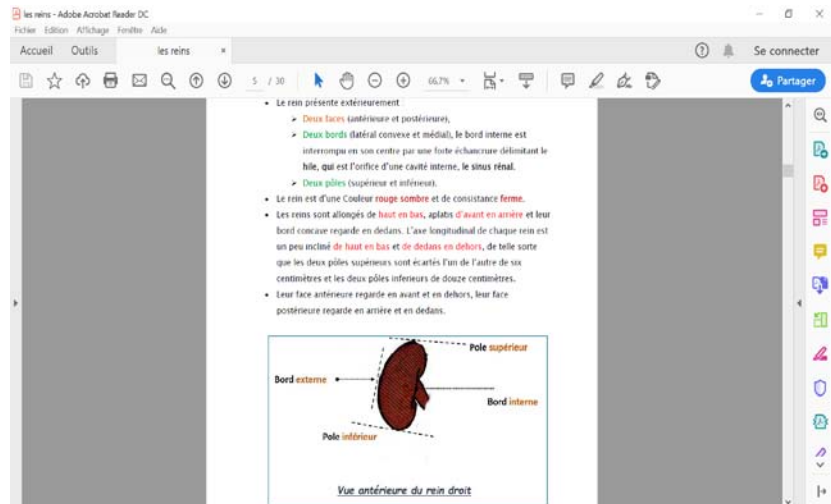 les reins - Adobe Acrobat Reader DC
Fichier Edition Affichage Fenêtre Aide
Accueil Outils les reins ×
Se connecter
5 / 30
66,7%
Partager
• Le rein présente extérieurement
➢ Deux faces (antérieure et postérieure),
➢ Deux bords (latéral convexe et médial), le bord interne est
interrompu en son centre par une forte échancrure délimitant le
hile, qui est l'orifice d'une cavité interne, le sinus rénal.
➢ Deux pôles (supérieur et inférieur).
• Le rein est d'une Couleur rouge sombre et de consistance ferme.
• Les reins sont allongés de haut en bas, aplatis d'avant en arrière et leur
bord concave regarde en dedans. L'axe longitudinal de chaque rein est
un peu incliné de haut en bas et de dedans en dehors, de telle sorte
que les deux pôles supérieurs sont écartés l'un de l'autre de six
centimètres et les deux pôles inferieurs de douze centimètres.
• Leur face antérieure regarde en avant et en dehors, leur face
postérieure regarde en arrière et en dedans.
Pole supérieur
Bord externe
Bord interne
Pole inférieur
Vue antérieure du rein droit